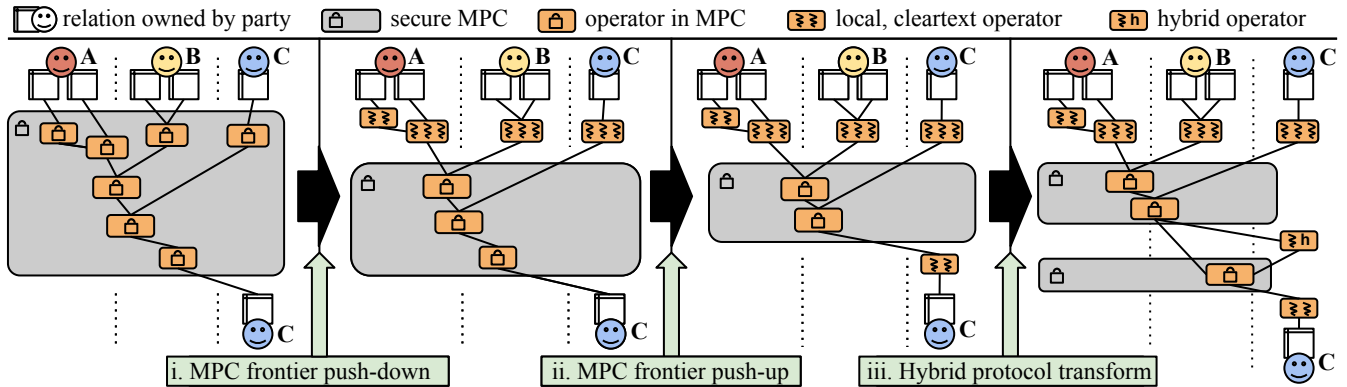 relation owned by party secure MPC operator in MPC local, cleartext operator h hybrid operator
A B C A B C A B C A B C
h
C C C C
i. MPC frontier push-down ii. MPC frontier push-up iii. Hybrid protocol transform